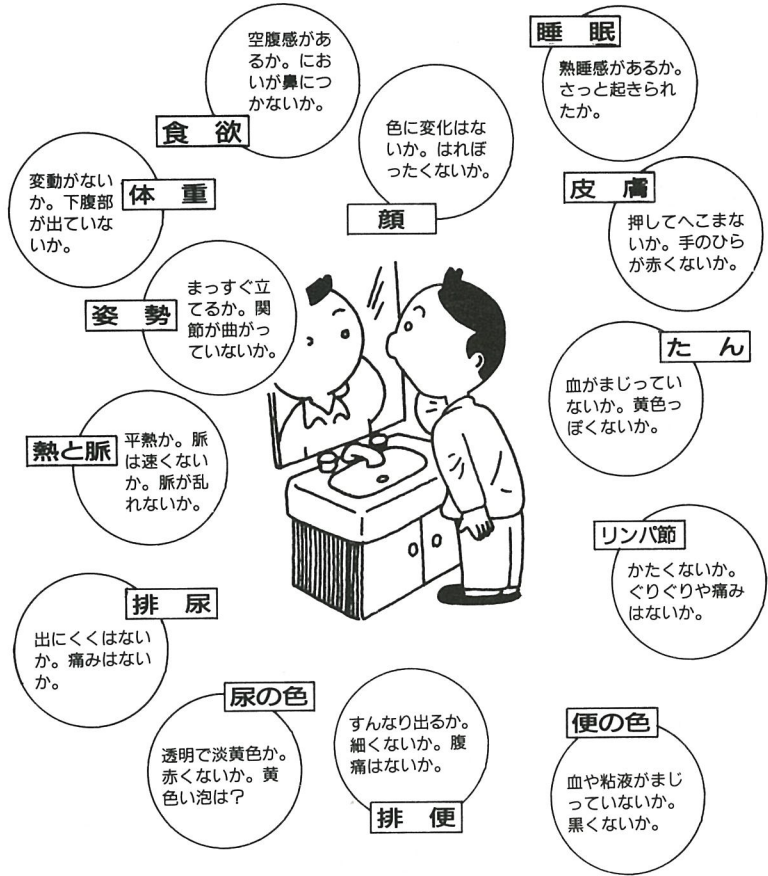 食欲
空腹感があ
るか。にお
いが鼻につ
かないか。
睡眠
熟睡感があるか。
さっと起きられ
たか。
顔
色に変化はな
いか。はれぼ
ったくないか。
体重
変動がない
か。下腹部
が出ていな
いか。
皮膚
押してへこまな
いか。手のひら
が赤くないか。
姿勢
まっすぐ立
てるか。関
節が曲がっ
ていないか。
たん
血がまじってい
ないか。黄色っ
ぽくないか。
熱と脈
平熱か。脈
は速くない
か。脈が乱
れないか。
リンパ節
かたくないか。
ぐりぐりや痛み
はないか。
排尿
出にくくはない
か。痛みはない
か。
尿の色
透明で淡黄色か。
赤くないか。黄
色い泡は？
排便
すんなり出るか。
細くないか。腹
痛はないか。
便の色
血や粘液がまじ
っていないか。
黒くないか。